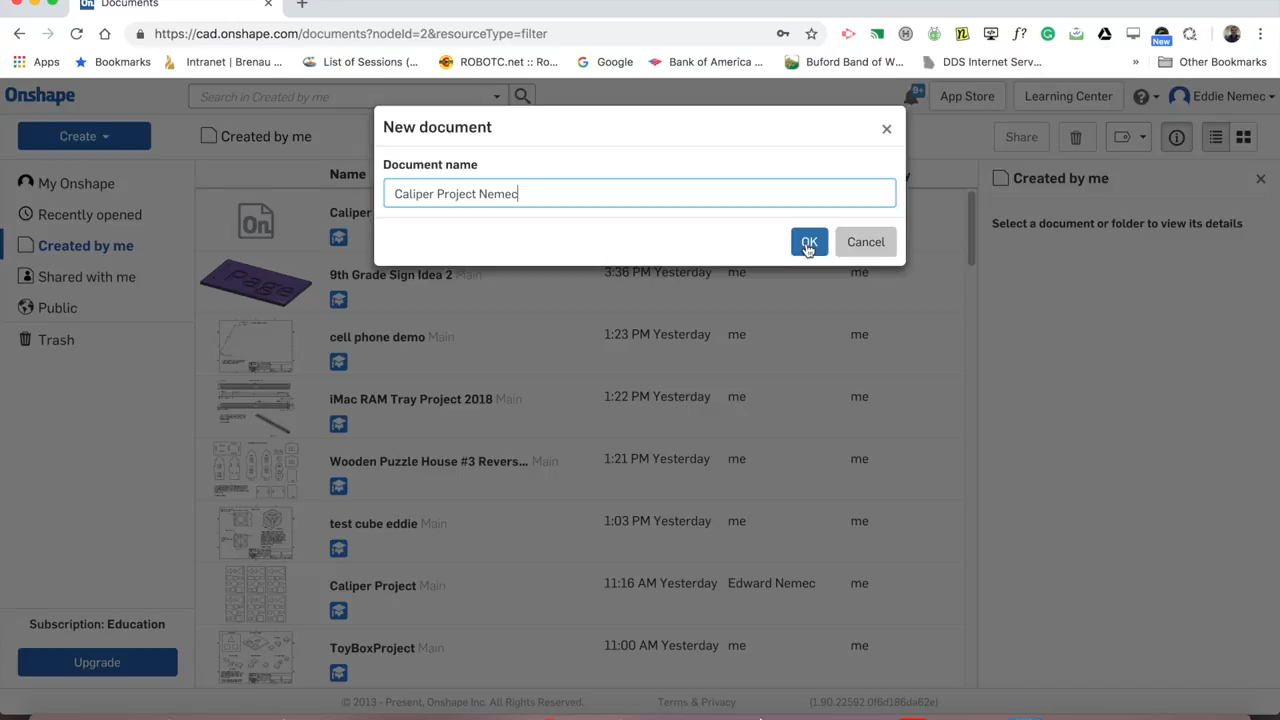 Documents
https://cad.onshape.com/documents?nodeId=2&resourceType=filter
New
Apps
Bookmarks
Intranet | Brenau ...
List of Sessions (...
ROBOTC.net :: Ro...
Google
Bank of America ...
Buford Band of W...
DDS Internet Serv...
Other Bookmarks
Onshape
Search in Created by me
9+
App Store
Learning Center
Eddie Nemec
Create
Created by me
Share
New document
Document name
Caliper Project Nemec
OK
Cancel
My Onshape
Recently opened
Created by me
Shared with me
Public
Trash
Name
Caliper
9th Grade Sign Idea 2 Main
3:36 PM Yesterday
me
me
Page
cell phone demo Main
1:23 PM Yesterday
me
me
iMac RAM Tray Project 2018 Main
1:22 PM Yesterday
me
me
Wooden Puzzle House #3 Revers... Main
1:21 PM Yesterday
me
me
test cube eddie Main
1:03 PM Yesterday
me
me
Caliper Project Main
11:16 AM Yesterday
Edward Nemec
me
ToyBoxProject Main
11:00 AM Yesterday
me
me
Created by me
Select a document or folder to view its details
Subscription: Education
Upgrade
© 2013 - Present, Onshape Inc. All Rights Reserved.
Terms & Privacy
(1.90.22592.0f6d186da62e)